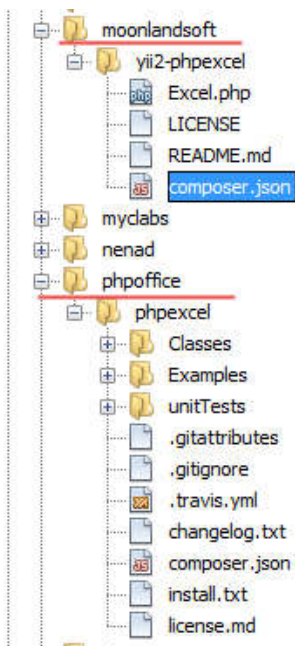 moonlandsoft
yii2-phpexcel
Excel.php
LICENSE
README.md
composer.json
myclabs
nenad
phpoffice
phpexcel
Classes
Examples
unitTests
.gitattributes
.gitignore
.travis.yml
changelog.txt
composer.json
install.txt
license.md